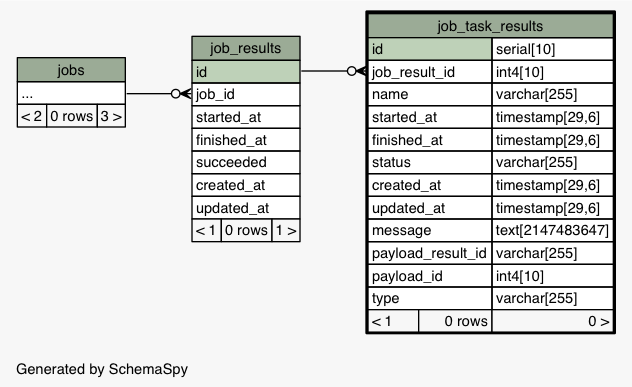 jobs
...
< 2 0 rows 3 >
job_results
id
job_id
started_at
finished_at
succeeded
created_at
updated_at
< 1 0 rows 1 >
job_task_results
id serial[10]
job_result_id int4[10]
name varchar[255]
started_at timestamp[29,6]
finished_at timestamp[29,6]
status varchar[255]
created_at timestamp[29,6]
updated_at timestamp[29,6]
message text[2147483647]
payload_result_id varchar[255]
payload_id int4[10]
type varchar[255]
< 1 0 rows 0 >
Generated by SchemaSpy